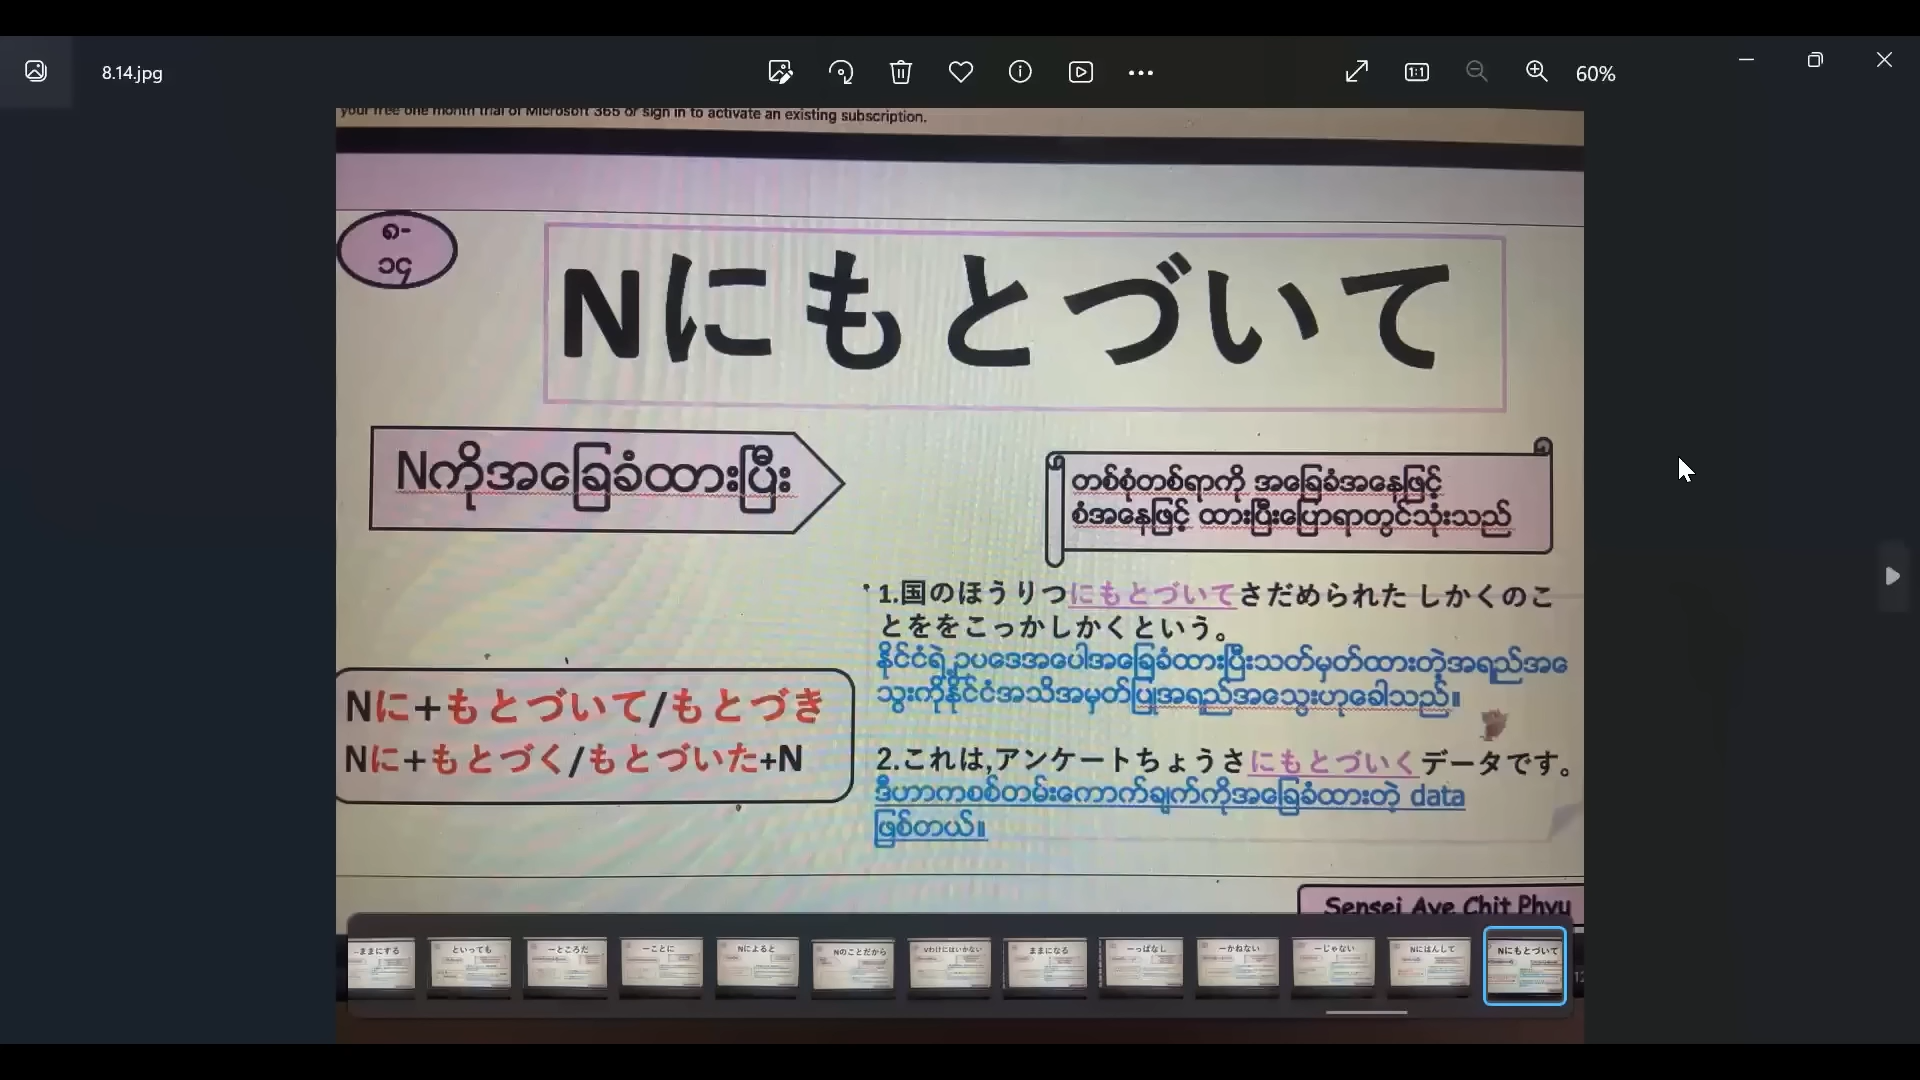 8.14.jpg
60%
your free one month trial of Microsoft 365 or sign in to activate an existing subscription.
၈-
၁၄
Nにもとづいて
Nကိုအခြေခံထားပြီး
တစ်စုံတစ်ရာကို အခြေခံအနေဖြင့်
စံအနေဖြင့် ထားပြီးပြောရာတွင်သုံးသည်
1.国のほうりつにもとづいてさだめられた しかくのこ
とををこっかしかくという。
နိုင်ငံရဲ့ဥပဒေအပေါ်အခြေခံထားပြီးသတ်မှတ်ထားတဲ့အရည်အ‌ေ
သွးကိုနိုင်ငံအသိအမှတ်ပြုအရည်အသွေးဟုခေါ်သည်။
Nに+もとづいて/もとづき
Nに+もとづく/もとづいた+N
2.これは,アンケートちょうさにもとづいくデータです。
ဒီဟာကစစ်တမ်းကောက်ချက်ကိုအခြေခံထားတဲ့ data
ဖြစ်တယ်။
Sensei Aye Chit Phyu
-ままにする
といっても
-ところだ
-ことに
Nによると
Nのことだから
Vわけにはいかない
ままになる
-っぱなし
-かねない
-じゃない
Nにはんして
Nにもとづいて